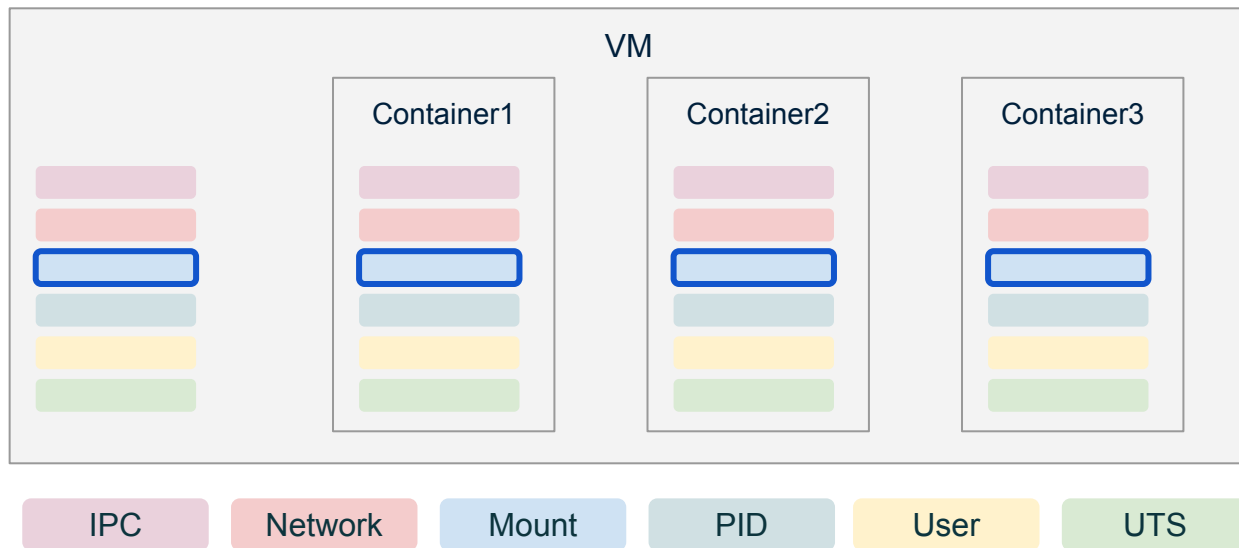 VM
Container1
Container2
Container3
IPC
Network
Mount
PID
User
UTS